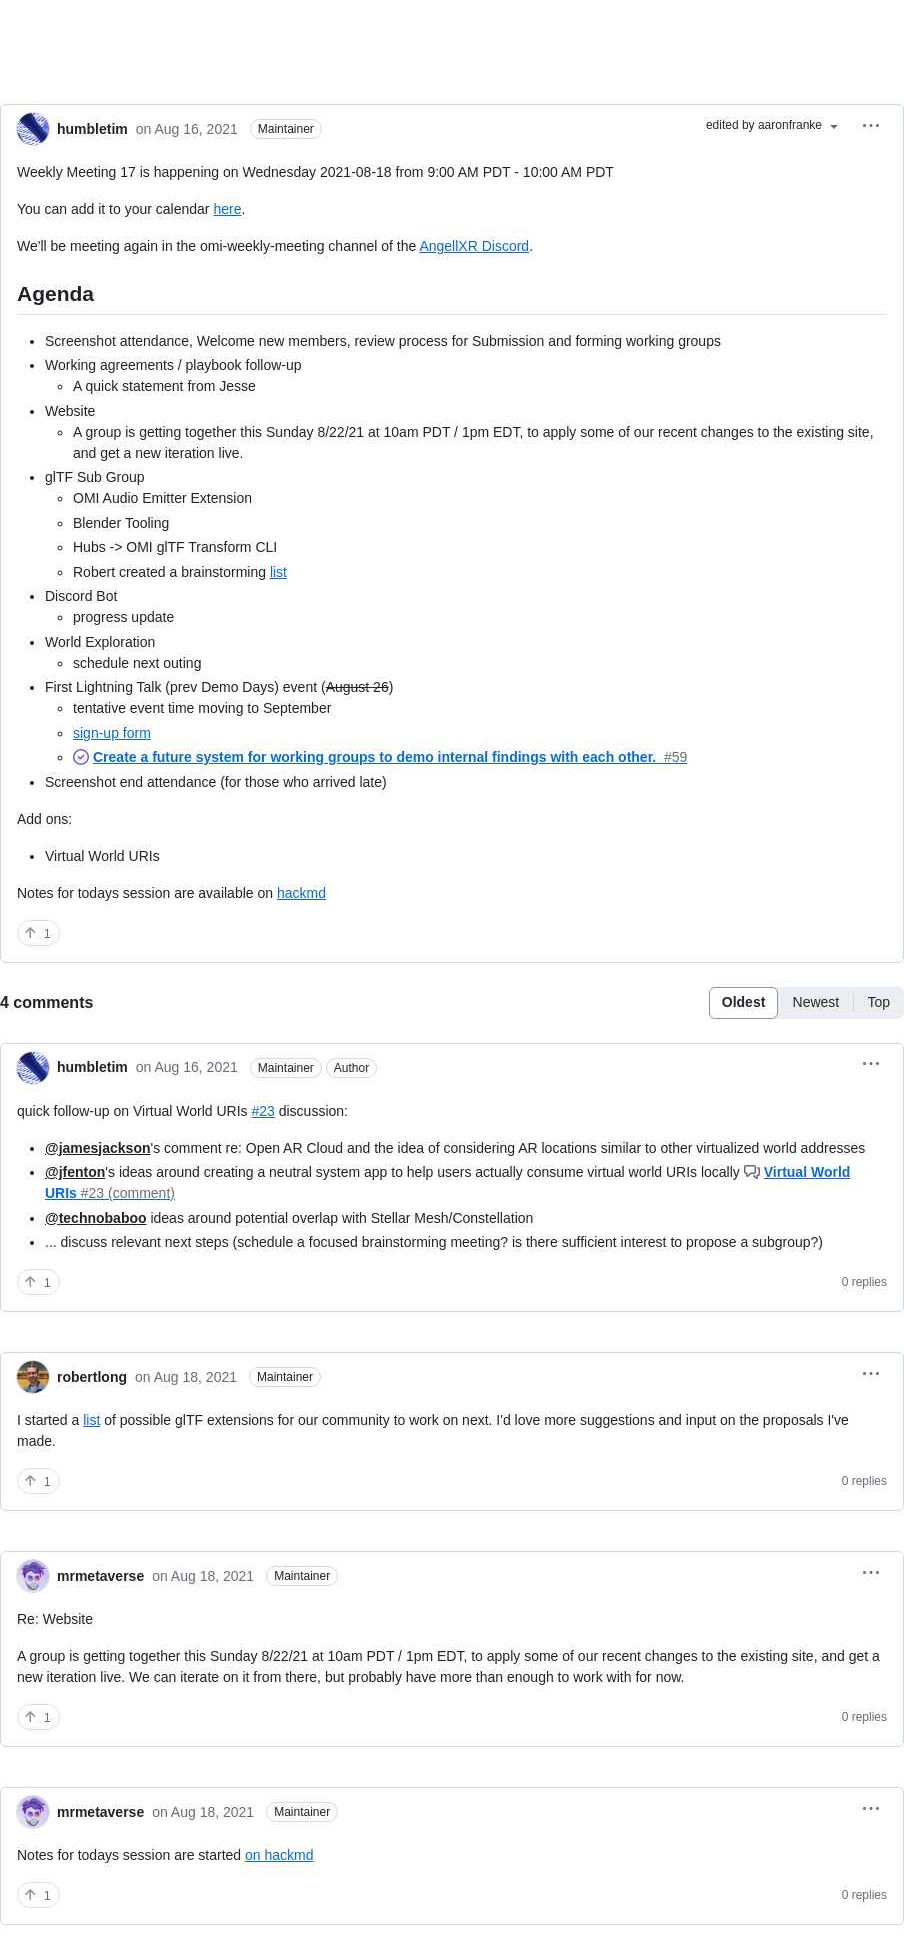 humbletim on Aug 16, 2021 Maintainer edited by aaronfranke
Weekly Meeting 17 is happening on Wednesday 2021-08-18 from 9:00 AM PDT - 10:00 AM PDT
You can add it to your calendar here.
We'll be meeting again in the omi-weekly-meeting channel of the AngellXR Discord.
Agenda
Screenshot attendance, Welcome new members, review process for Submission and forming working groups
Working agreements / playbook follow-up
A quick statement from Jesse
Website
A group is getting together this Sunday 8/22/21 at 10am PDT / 1pm EDT, to apply some of our recent changes to the existing site,
and get a new iteration live.
glTF Sub Group
OMI Audio Emitter Extension
Blender Tooling
Hubs -> OMI glTF Transform CLI
Robert created a brainstorming list
Discord Bot
progress update
World Exploration
schedule next outing
First Lightning Talk (prev Demo Days) event (August 26)
tentative event time moving to September
sign-up form
Create a future system for working groups to demo internal findings with each other. #59
Screenshot end attendance (for those who arrived late)
Add ons:
Virtual World URIs
Notes for todays session are available on hackmd
1
4 comments Oldest Newest Top
humbletim on Aug 16, 2021 Maintainer Author
quick follow-up on Virtual World URIs #23 discussion:
@jamesjackson's comment re: Open AR Cloud and the idea of considering AR locations similar to other virtualized world addresses
@jfenton's ideas around creating a neutral system app to help users actually consume virtual world URIs locally Virtual World
URIs #23 (comment)
@technobaboo ideas around potential overlap with Stellar Mesh/Constellation
... discuss relevant next steps (schedule a focused brainstorming meeting? is there sufficient interest to propose a subgroup?)
1 0 replies
robertlong on Aug 18, 2021 Maintainer
I started a list of possible glTF extensions for our community to work on next. I'd love more suggestions and input on the proposals I've
made.
1 0 replies
mrmetaverse on Aug 18, 2021 Maintainer
Re: Website
A group is getting together this Sunday 8/22/21 at 10am PDT / 1pm EDT, to apply some of our recent changes to the existing site, and get a
new iteration live. We can iterate on it from there, but probably have more than enough to work with for now.
1 0 replies
mrmetaverse on Aug 18, 2021 Maintainer
Notes for todays session are started on hackmd
1 0 replies